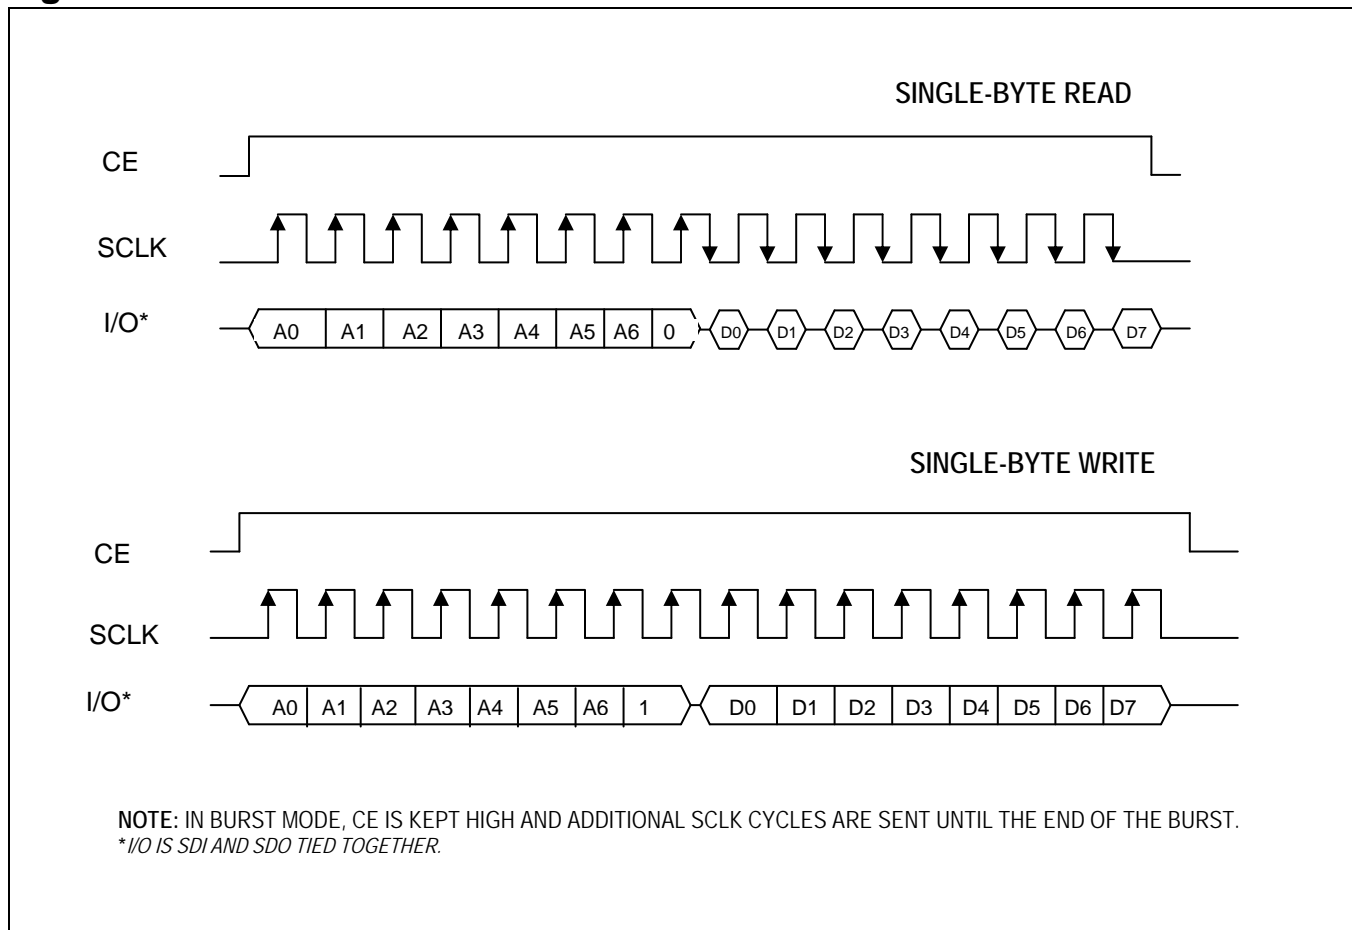 SINGLE-BYTE READ
CE
SCLK
I/O*
A0 A1 A2 A3 A4 A5 A6 0 D0 D1 D2 D3 D4 D5 D6 D7
SINGLE-BYTE WRITE
CE
SCLK
I/O*
A0 A1 A2 A3 A4 A5 A6 1 D0 D1 D2 D3 D4 D5 D6 D7
NOTE: IN BURST MODE, CE IS KEPT HIGH AND ADDITIONAL SCLK CYCLES ARE SENT UNTIL THE END OF THE BURST.
*I/O IS SDI AND SDO TIED TOGETHER.